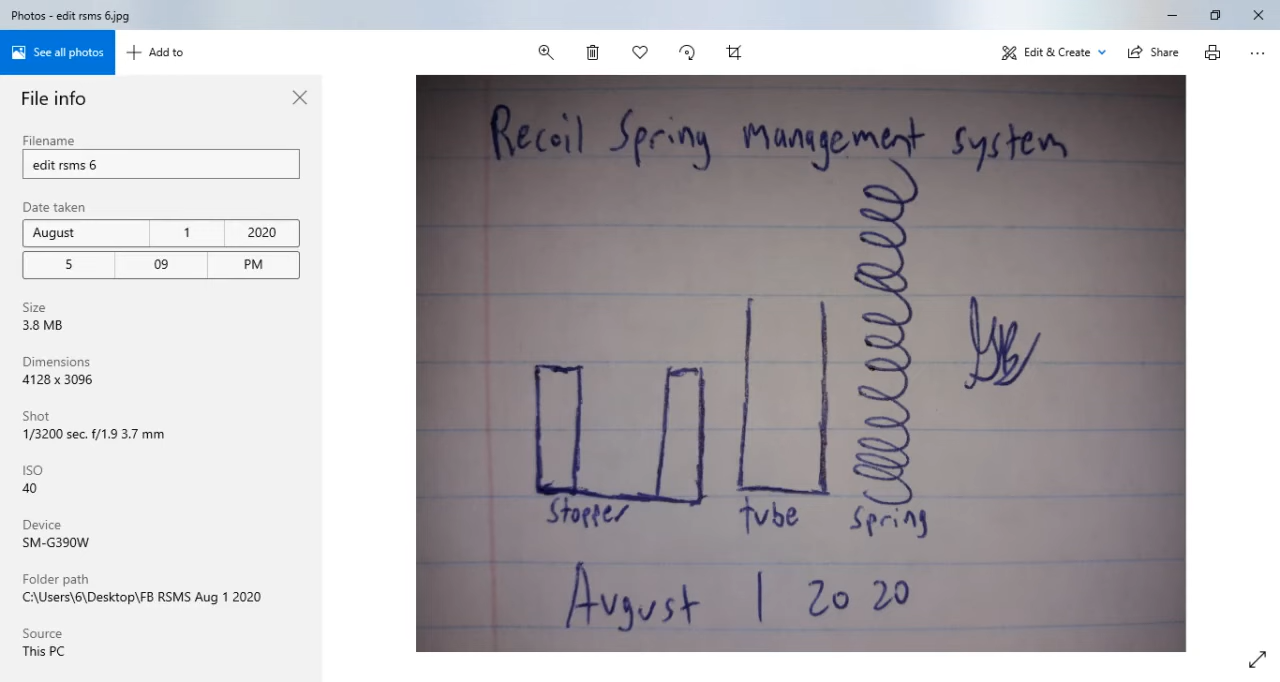 Photos - edit rsms 6.jpg
See all photos
Add to
Edit & Create
Share
File info
Filename
edit rsms 6
Date taken
August 1 2020
5 09 PM
Size
3.8 MB
Dimensions
4128 x 3096
Shot
1/3200 sec. f/1.9 3.7 mm
ISO
40
Device
SM-G390W
Folder path
C:\Users\6\Desktop\FB RSMS Aug 1 2020
Source
This PC
Recoil Spring management system
Stopper tube spring
August 1 2020